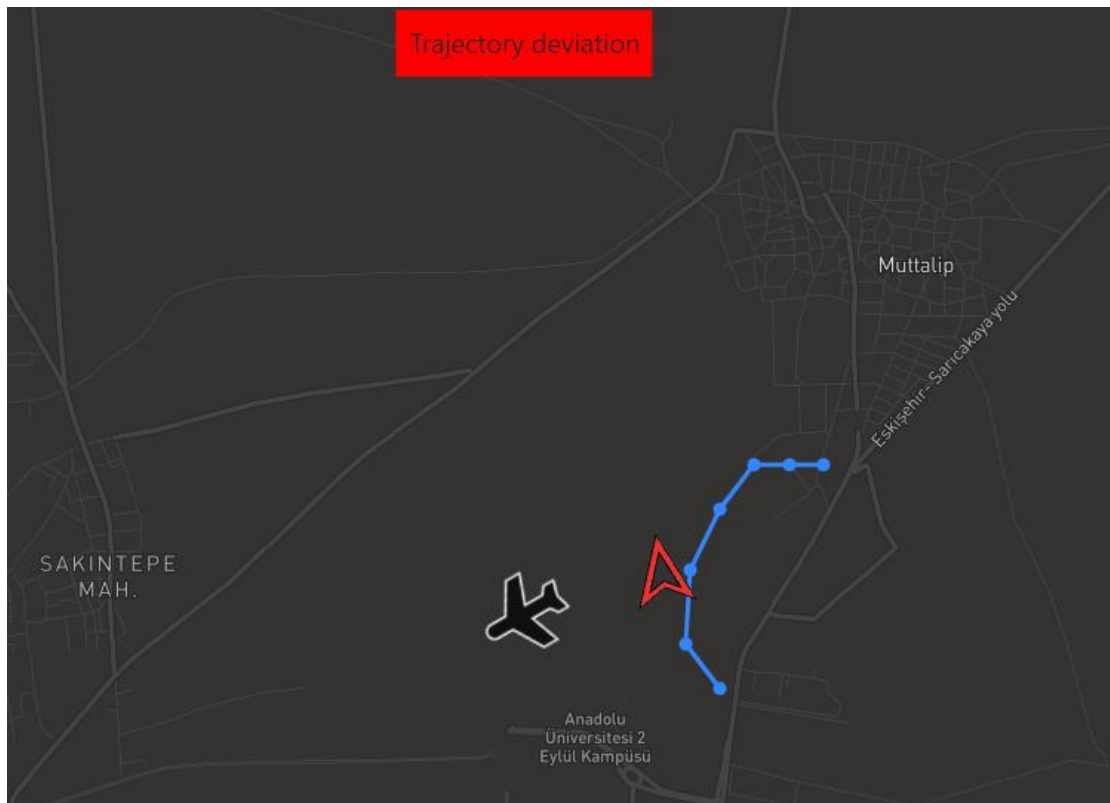 Trajectory deviation
Muttalip
Eskişehir- Sarıcakaya yolu
SAKINTEPE
MAH.
Anadolu
Üniversitesi 2
Eylül Kampüsü